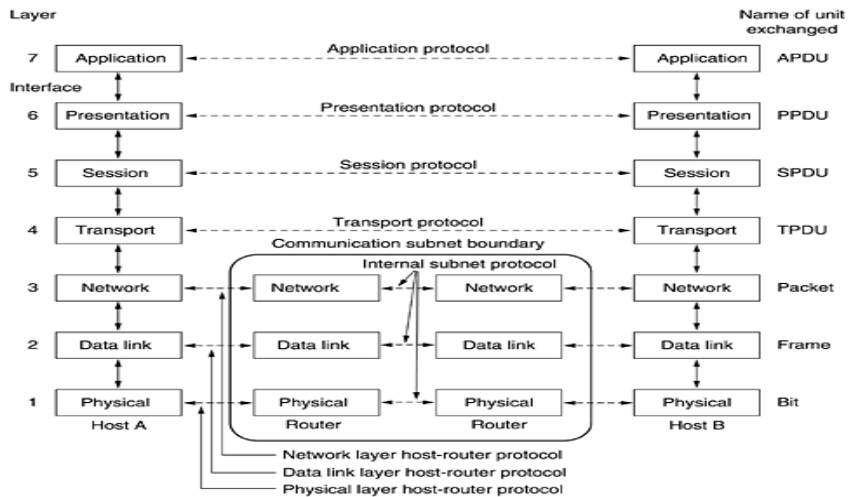 Layer
Name of unit
exchanged
7 Application Application protocol Application APDU
Interface
6 Presentation Presentation protocol Presentation PPDU
5 Session Session protocol Session SPDU
4 Transport Transport protocol Transport TPDU
Communication subnet boundary
Internal subnet protocol
3 Network Network Network Network Packet
2 Data link Data link Data link Data link Frame
1 Physical Physical Physical Physical Bit
Host A Router Router Host B
Network layer host-router protocol
Data link layer host-router protocol
Physical layer host-router protocol